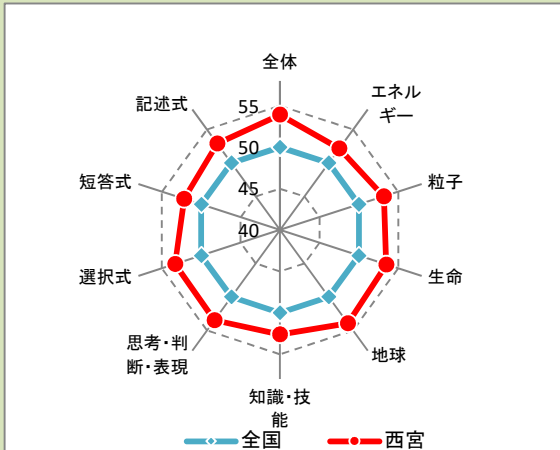 全体
エネル
ギー
粒子
生命
地球
知識・技
能
思考・判
断・表現
選択式
短答式
記述式
55
50
45
40
全国
西宮